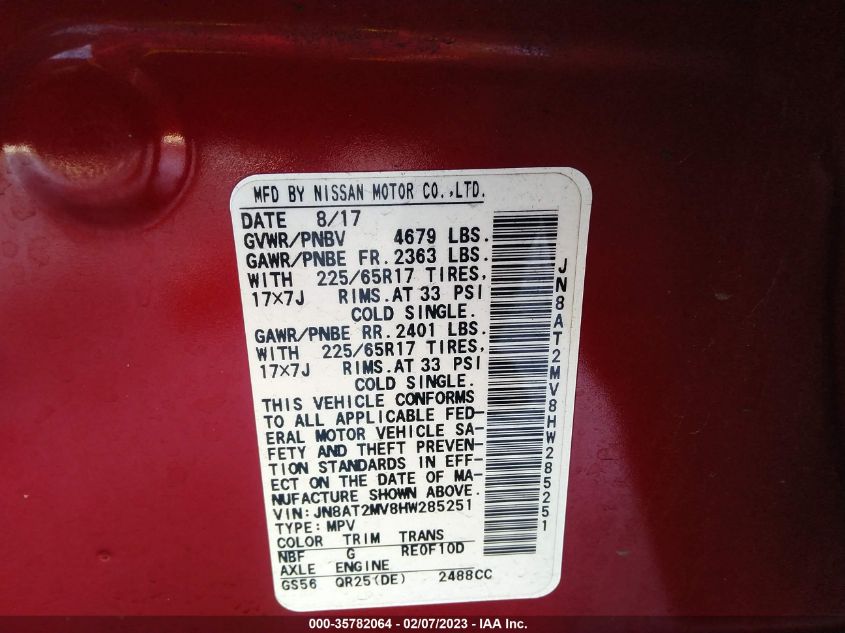 MFD BY NISSAN MOTOR CO.,LTD.
DATE 8/17
GVWR/PNBV 4679 LBS.
GAWR/PNBE FR. 2363 LBS.
WITH 225/65R17 TIRES,
17×7J RIMS.AT 33 PSI
COLD SINGLE.
GAWR/PNBE RR. 2401 LBS.
WITH 225/65R17 TIRES,
17×7J RIMS.AT 33 PSI
COLD SINGLE.
THIS VEHICLE CONFORMS
TO ALL APPLICABLE FED-
ERAL MOTOR VEHICLE SA-
FETY AND THEFT PREVEN-
TION STANDARDS IN EFF-
ECT ON THE DATE OF MA-
NUFACTURE SHOWN ABOVE.
VIN: JN8AT2MV8HW285251
TYPE: MPV
COLOR TRIM TRANS
NBF G RE0F10D
AXLE ENGINE
GS56 QR25(DE) 2488CC
JN8AT2MV8HW285251
000-35782064 - 02/07/2023 - IAA Inc.